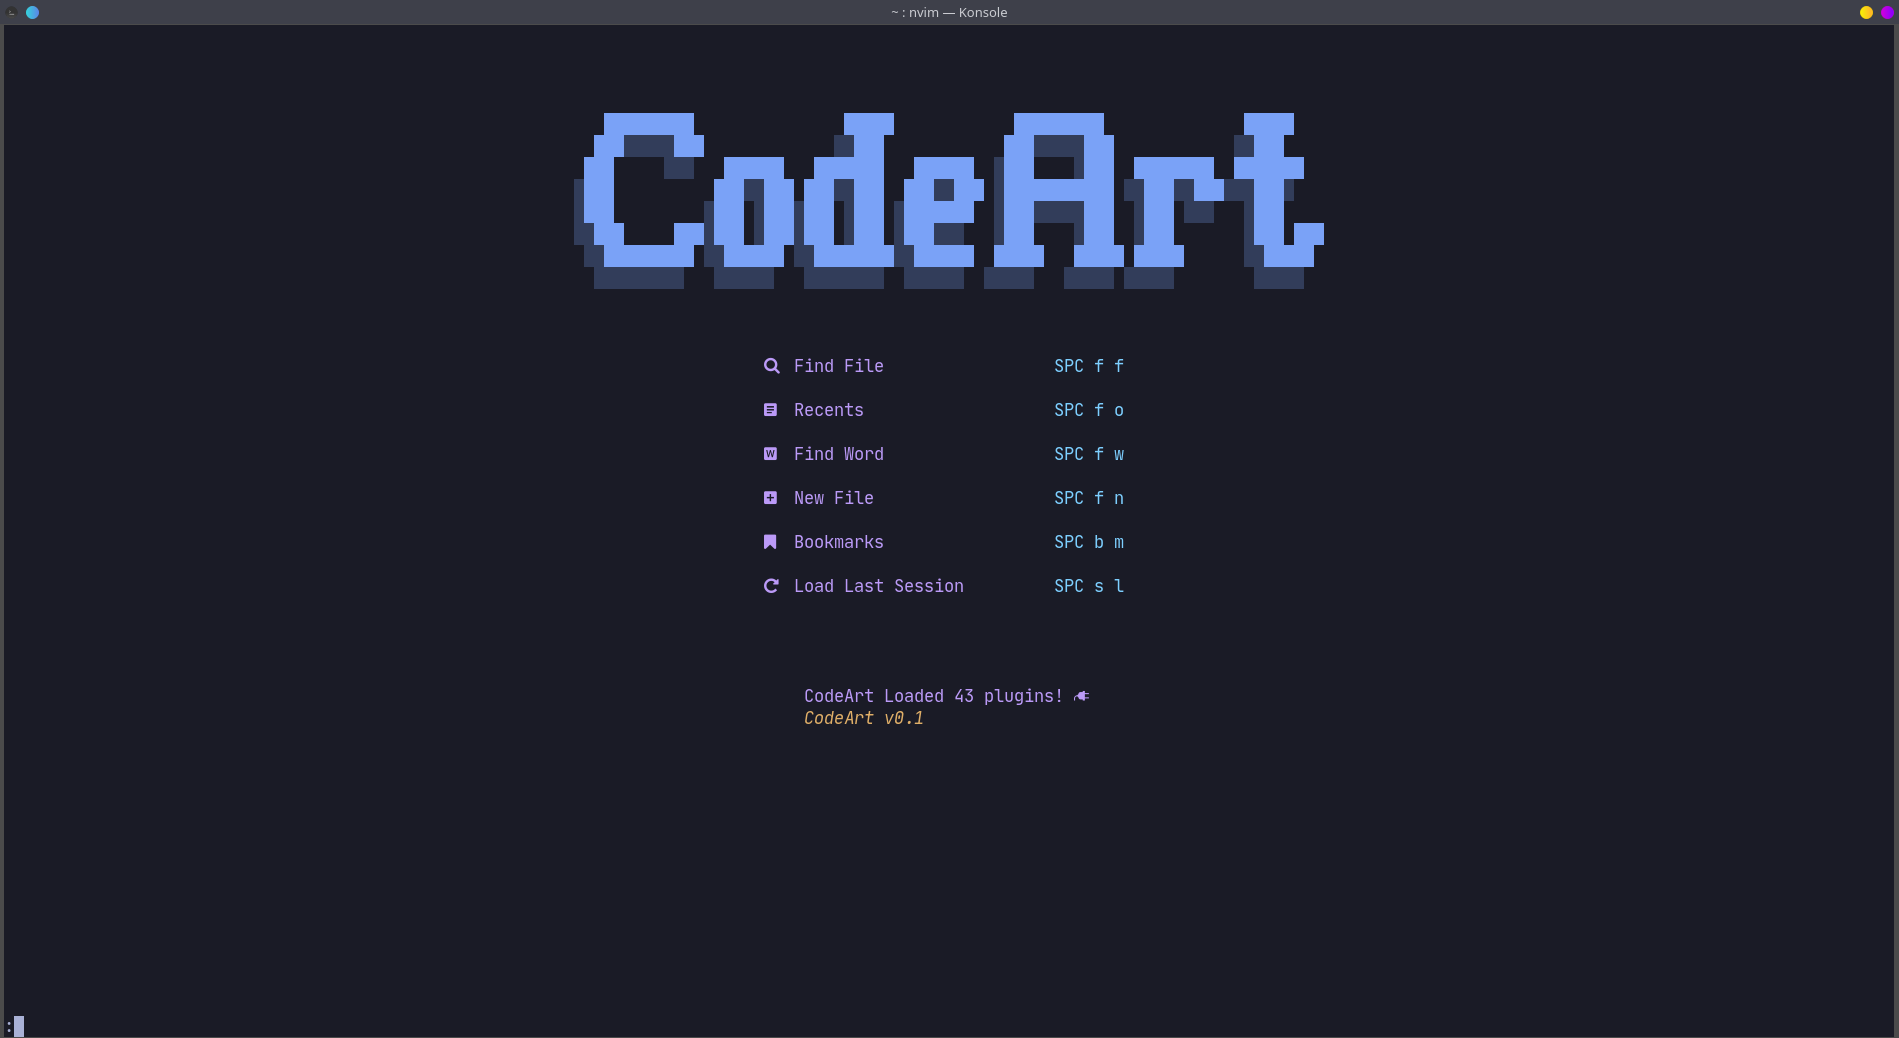 ~ : nvim — Konsole
CodeArt
Find File SPC f f
Recents SPC f o
Find Word SPC f w
New File SPC f n
Bookmarks SPC b m
Load Last Session SPC s l
CodeArt Loaded 43 plugins!
CodeArt v0.1
: